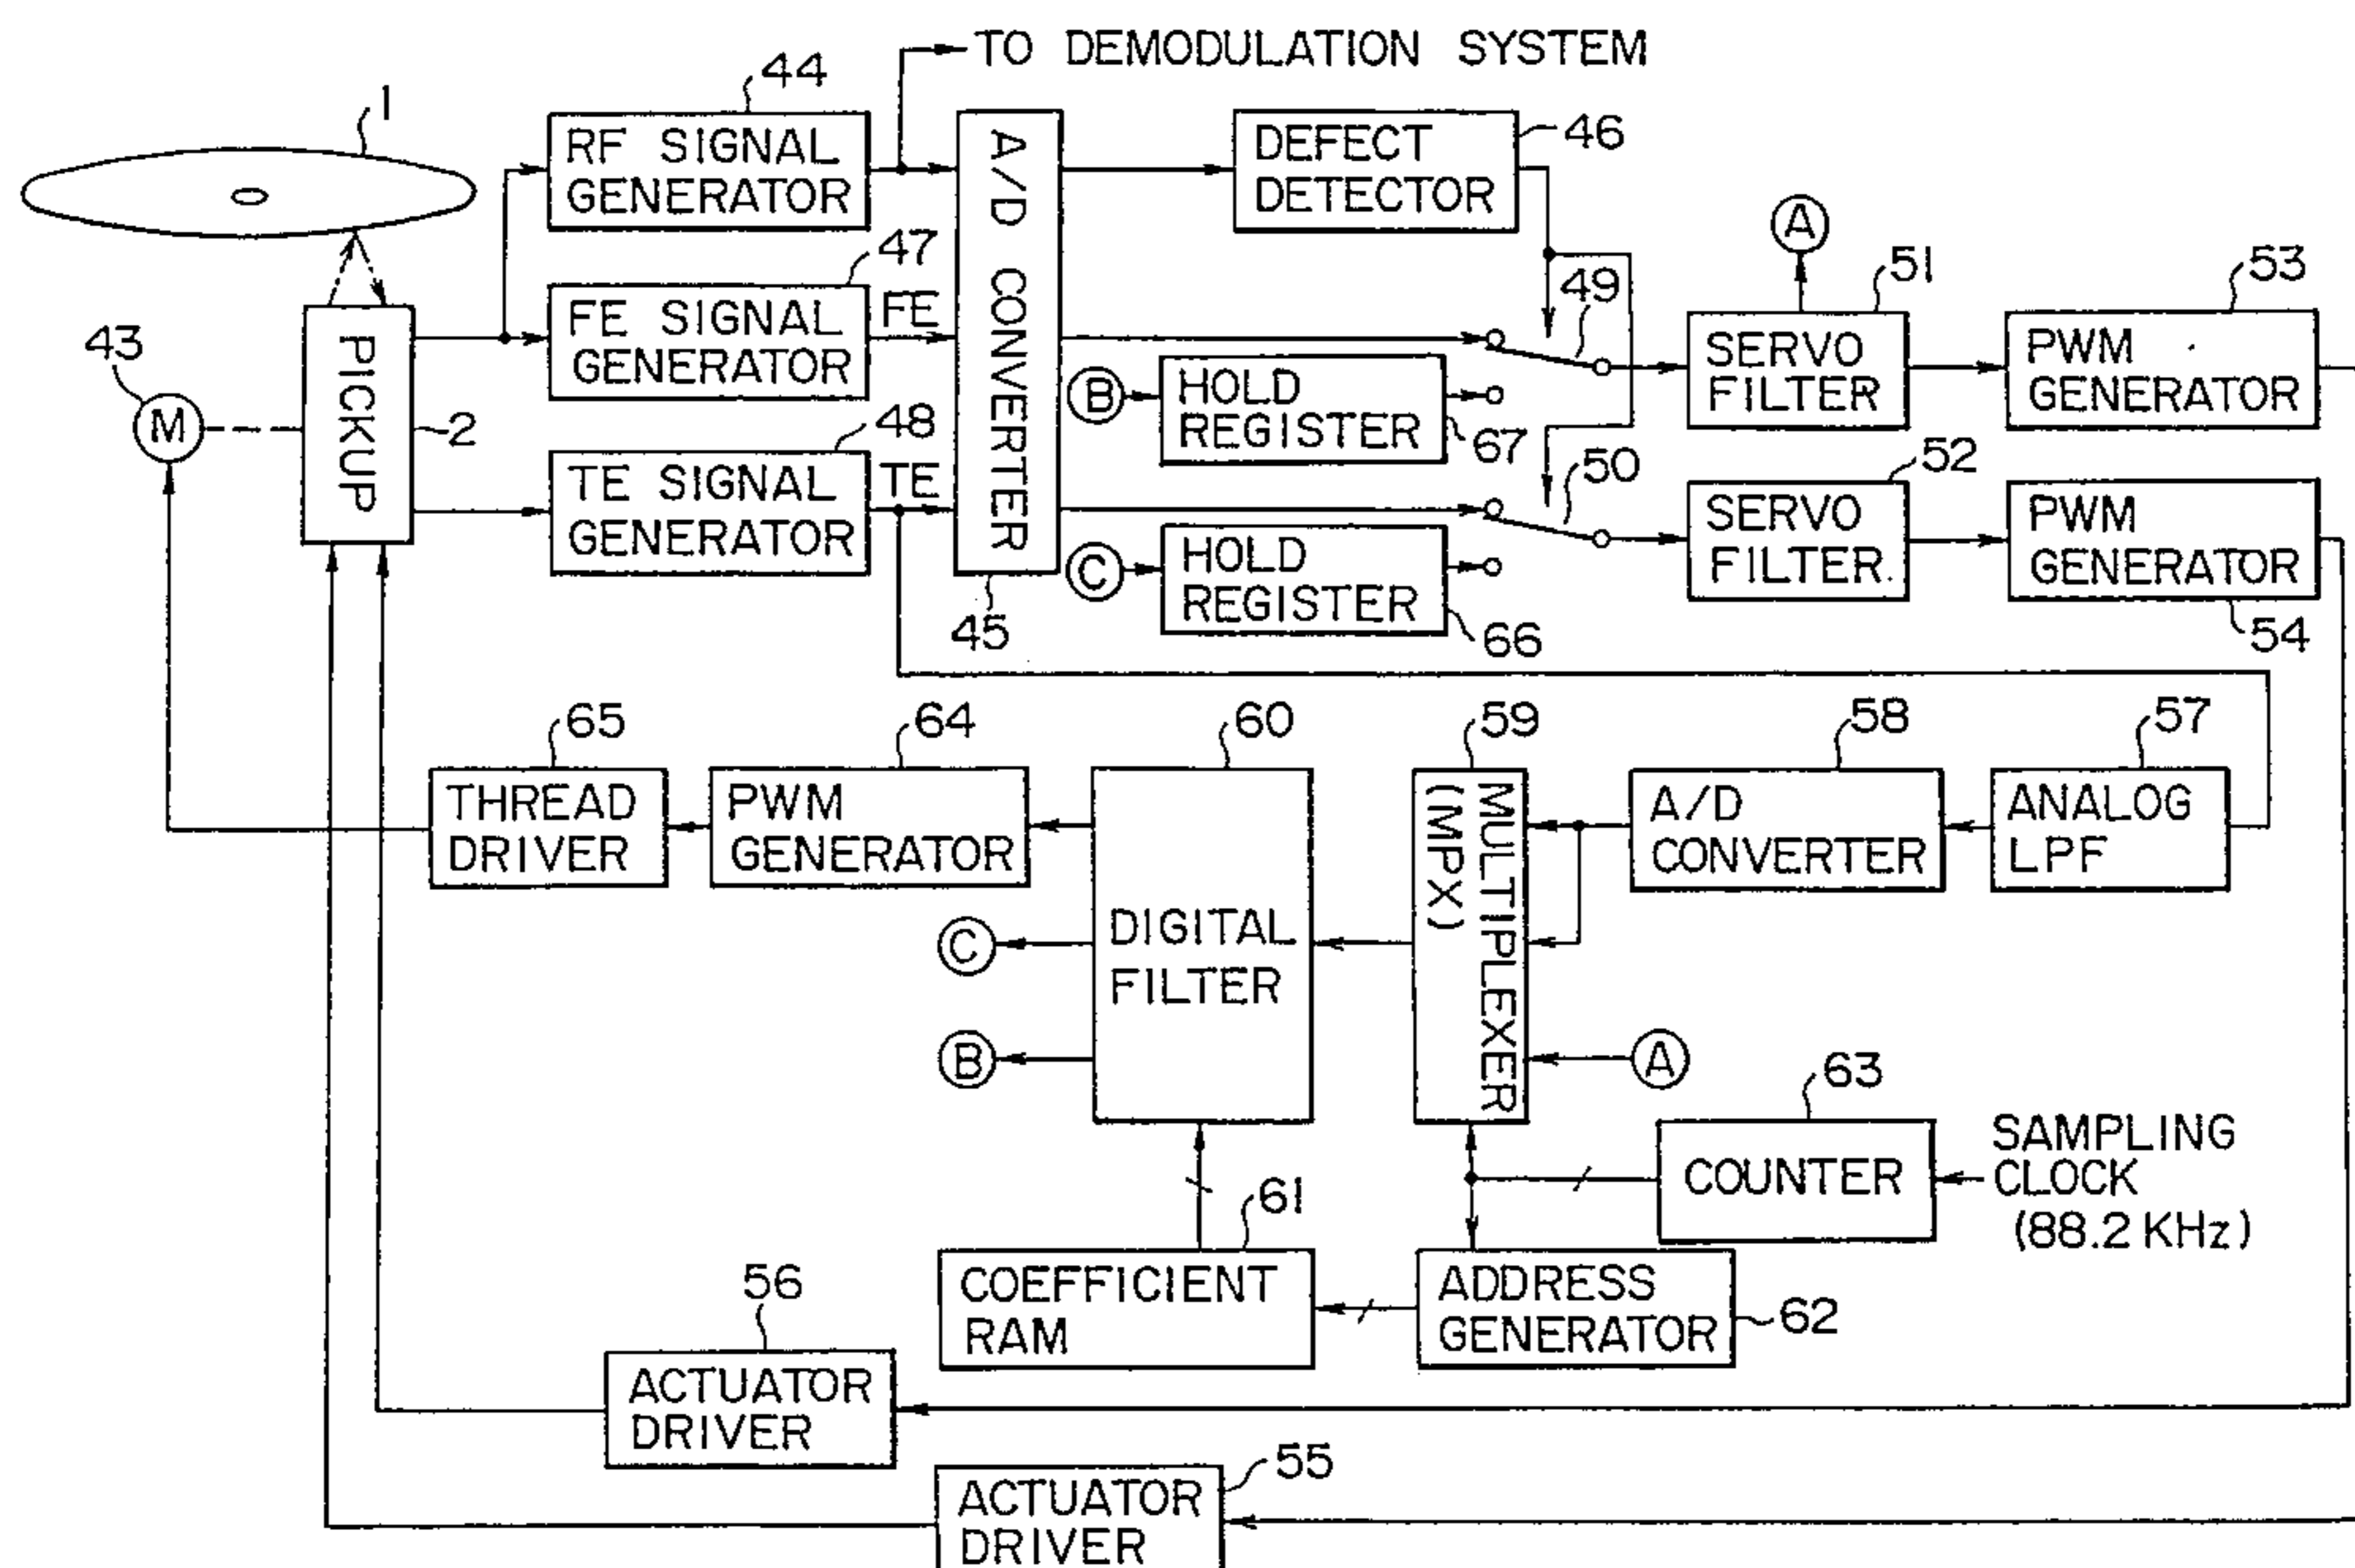 TO DEMODULATION SYSTEM
1
44
RF SIGNAL
GENERATOR
A/D CONVERTER
45
DEFECT
DETECTOR
46
A
47
FE SIGNAL
GENERATOR
FE
49
51
SERVO
FILTER
53
PWM
GENERATOR
43
M
PICKUP
2
B
HOLD
REGISTER
67
48
TE SIGNAL
GENERATOR
TE
50
52
SERVO
FILTER
PWM
GENERATOR
54
C
HOLD
REGISTER
66
65
THREAD
DRIVER
64
PWM
GENERATOR
60
DIGITAL
FILTER
59
MULTIPLEXER
(MPX)
58
A/D
CONVERTER
57
ANALOG
LPF
C
B
A
63
COUNTER
SAMPLING
CLOCK
(88.2 KHz)
61
COEFFICIENT
RAM
ADDRESS
GENERATOR
62
56
ACTUATOR
DRIVER
55
ACTUATOR
DRIVER